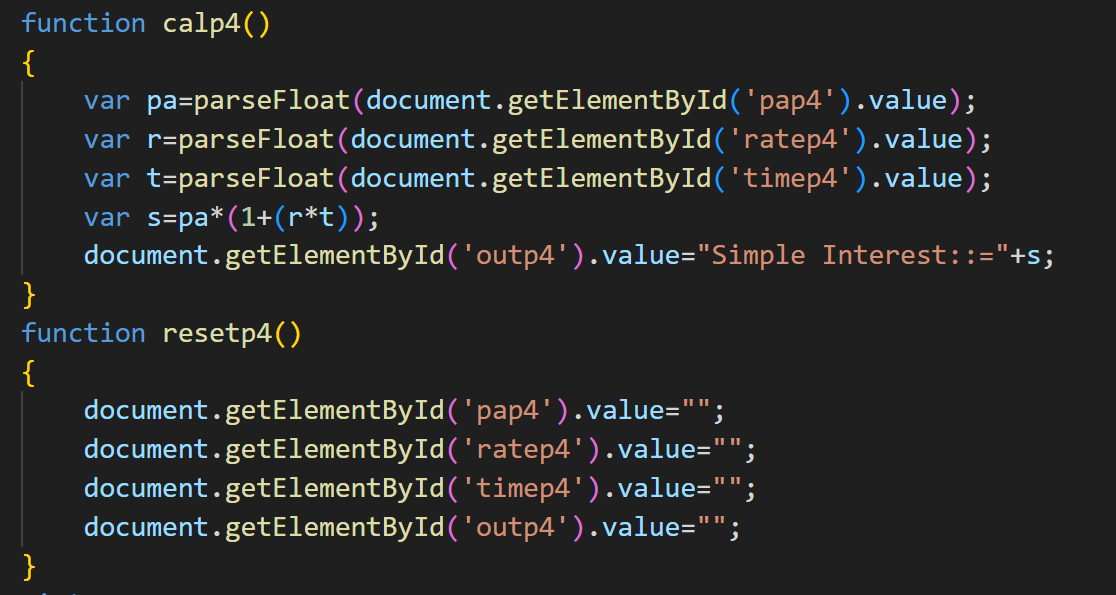 function calp4()
{
    var pa=parseFloat(document.getElementById('pap4').value);
    var r=parseFloat(document.getElementById('ratep4').value);
    var t=parseFloat(document.getElementById('timep4').value);
    var s=pa*(1+(r*t));
    document.getElementById('outp4').value="Simple Interest::="+s;
}
function resetp4()
{
    document.getElementById('pap4').value="";
    document.getElementById('ratep4').value="";
    document.getElementById('timep4').value="";
    document.getElementById('outp4').value="";
}